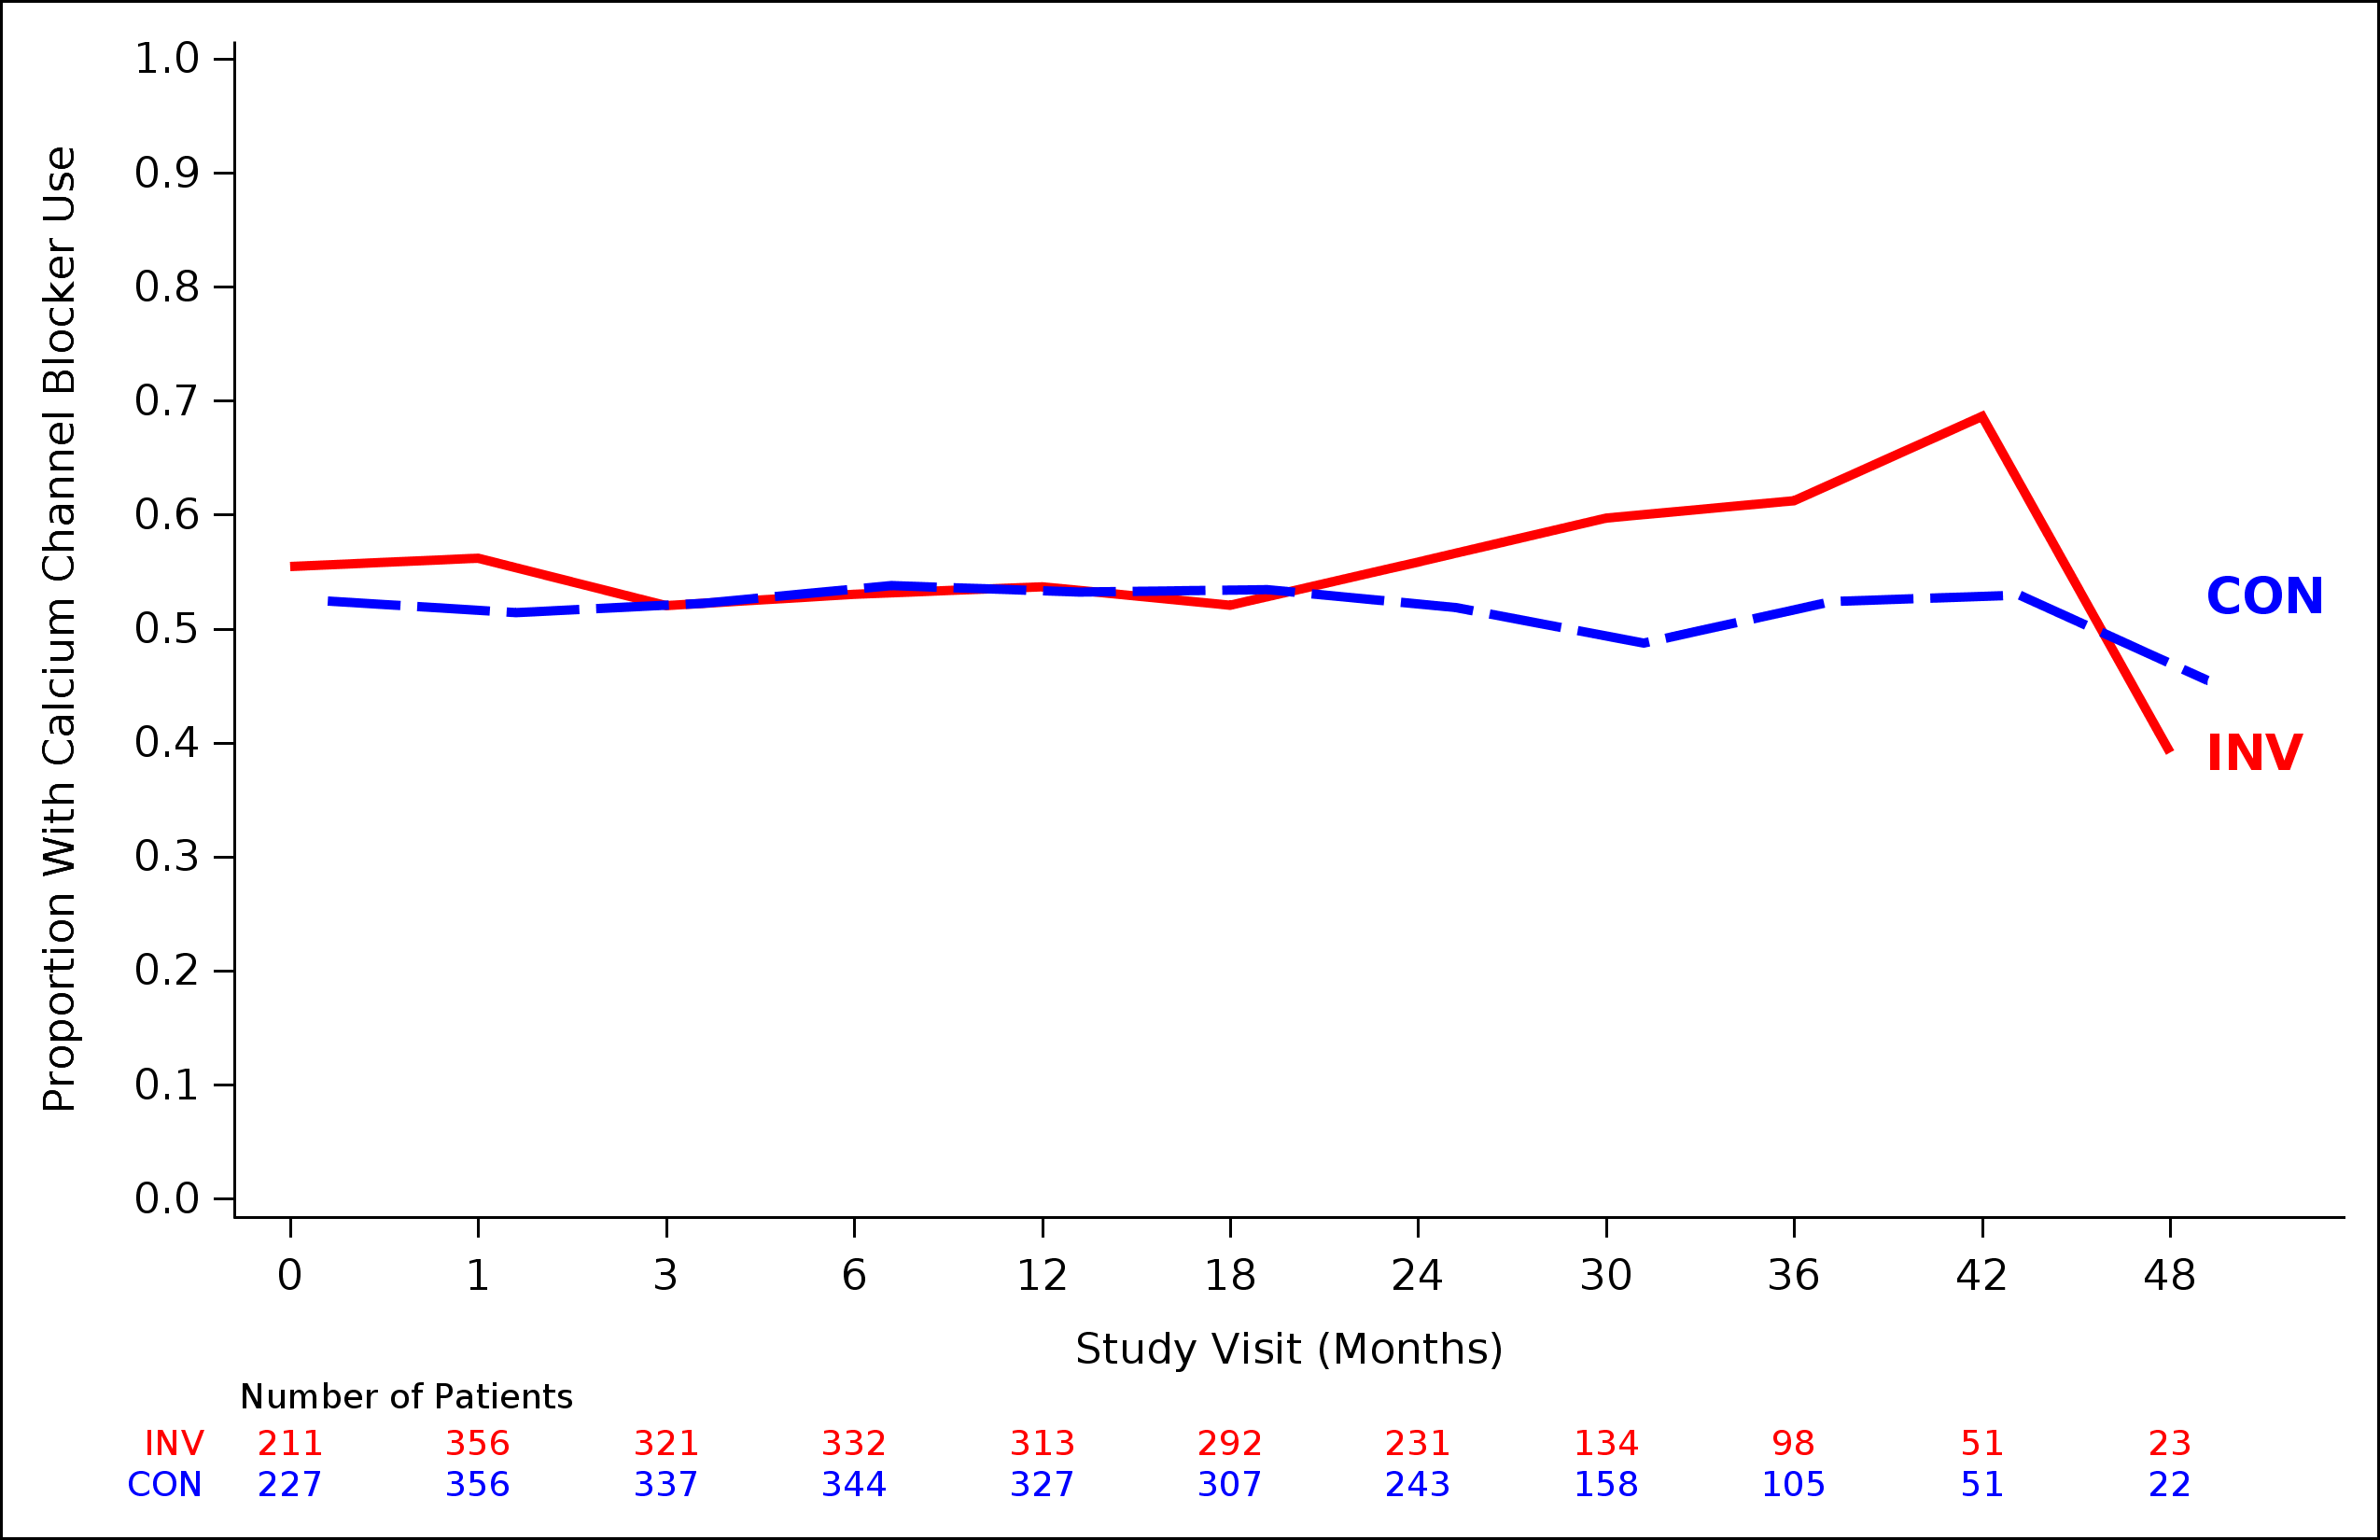 Proportion With Calcium Channel Blocker Use
1.0
0.9
0.8
0.7
0.6
0.5
0.4
0.3
0.2
0.1
0.0
CON
INV
0 1 3 6 12 18 24 30 36 42 48
Study Visit (Months)
Number of Patients
INV 211 356 321 332 313 292 231 134 98 51 23
CON 227 356 337 344 327 307 243 158 105 51 22